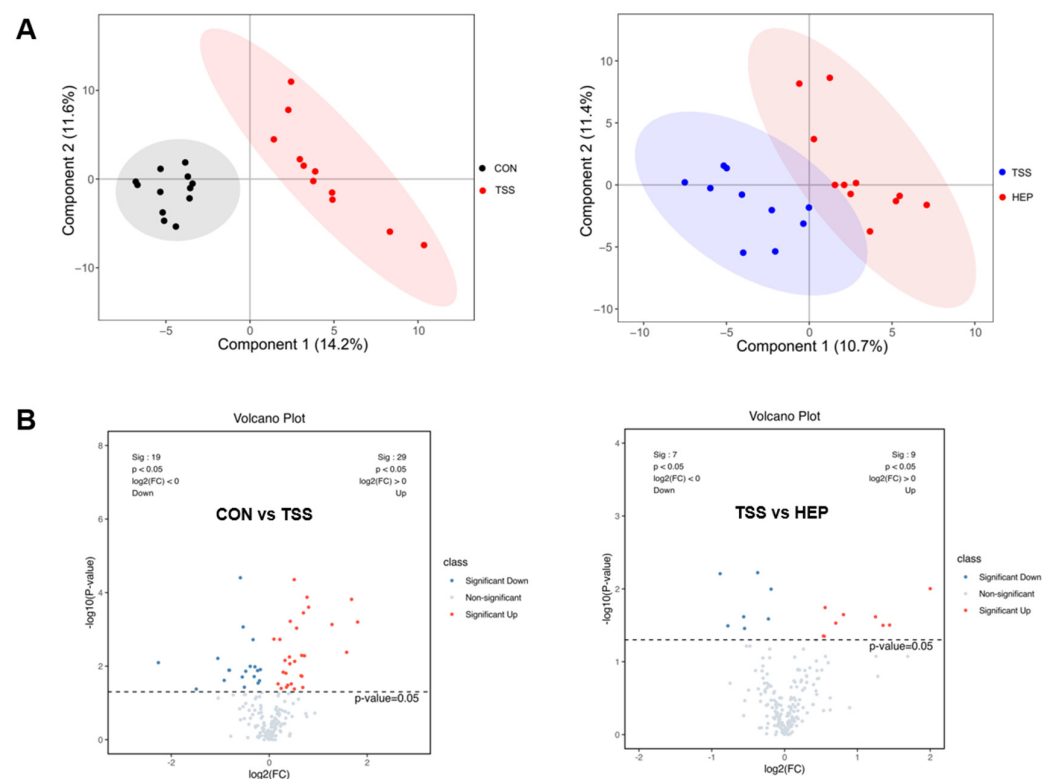 A
Component 2 (11.6%)
10
0
−10
−5
0
5
10
Component 1 (14.2%)
CON
TSS
Component 2 (11.4%)
10
5
0
−5
−10
−10
−5
0
5
10
Component 1 (10.7%)
TSS
HEP
B
Volcano Plot
Sig : 19
p < 0.05
log2(FC) < 0
Down
Sig : 29
p < 0.05
log2(FC) > 0
Up
CON vs TSS
-log10(P-value)
8
6
4
2
0
p-value=0.05
-2
0
2
log2(FC)
class
Significant Down
Non-significant
Significant Up
Volcano Plot
Sig : 7
p < 0.05
log2(FC) < 0
Down
Sig : 9
p < 0.05
log2(FC) > 0
Up
TSS vs HEP
-log10(P-value)
4
3
2
1
0
p-value=0.05
-2
-1
0
1
2
log2(FC)
class
Significant Down
Non-significant
Significant Up